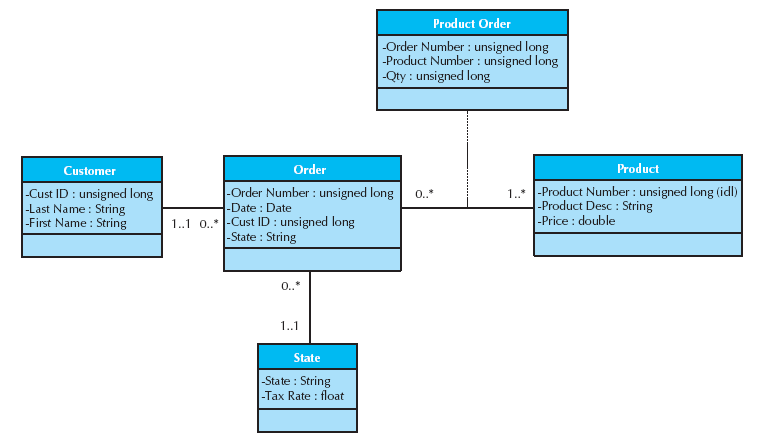 Product Order
-Order Number : unsigned long
-Product Number : unsigned long
-Qty : unsigned long
Customer
-Cust ID : unsigned long
-Last Name : String
-First Name : String
1..1
0..*
Order
-Order Number : unsigned long
-Date : Date
-Cust ID : unsigned long
-State : String
0..*
1..*
Product
-Product Number : unsigned long (idl)
-Product Desc : String
-Price : double
0..*
1..1
State
-State : String
-Tax Rate : float